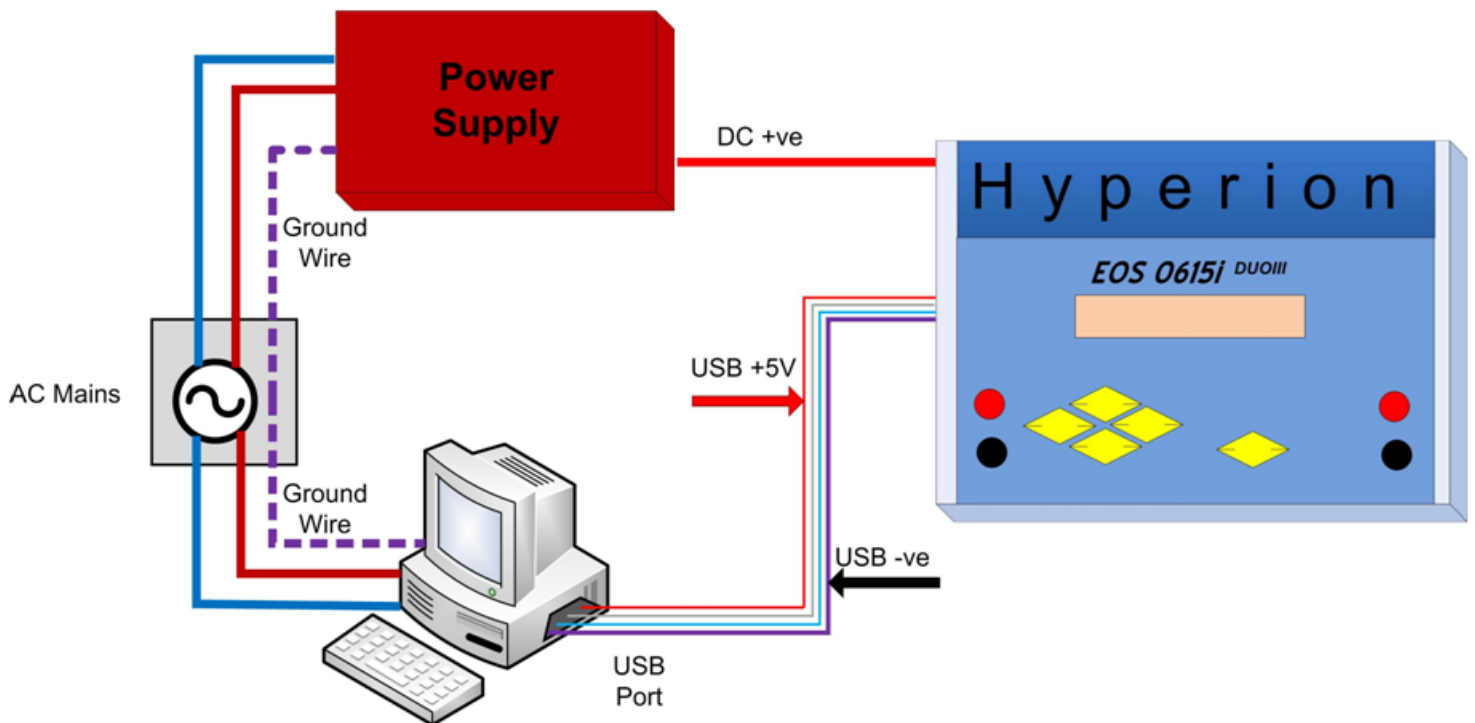 Power
Supply
DC +ve
H y p e r i o n
Ground
Wire
EOS 0615i DUOIII
USB +5V
AC Mains
Ground
Wire
USB -ve
USB
Port